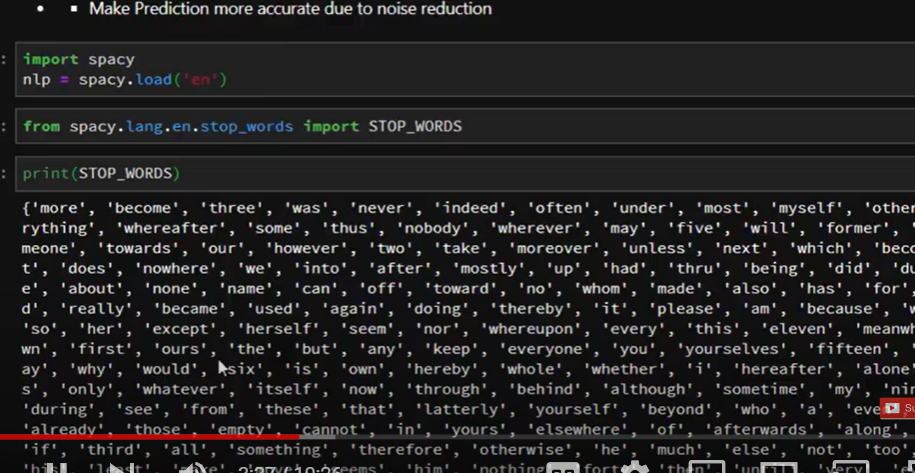 • ▪ Make Prediction more accurate due to noise reduction
: import spacy
nlp = spacy.load('en')
: from spacy.lang.en.stop_words import STOP_WORDS
: print(STOP_WORDS)
{'more', 'become', 'three', 'was', 'never', 'indeed', 'often', 'under', 'most', 'myself', 'other
rything', 'whereafter', 'some', 'thus', 'nobody', 'wherever', 'may', 'five', 'will', 'former', '
meone', 'towards', 'our', 'however', 'two', 'take', 'moreover', 'unless', 'next', 'which', 'beco
t', 'does', 'nowhere', 'we', 'into', 'after', 'mostly', 'up', 'had', 'thru', 'being', 'did', 'du
e', 'about', 'none', 'name', 'can', 'off', 'toward', 'no', 'whom', 'made', 'also', 'has', 'for',
d', 'really', 'became', 'used', 'again', 'doing', 'thereby', 'it', 'please', 'am', 'because', 'w
'so', 'her', 'except', 'herself', 'seem', 'nor', 'whereupon', 'every', 'this', 'eleven', 'meanwh
wn', 'first', 'ours', 'the', 'but', 'any', 'keep', 'everyone', 'you', 'yourselves', 'fifteen', '
ay', 'why', 'would', 'six', 'is', 'own', 'hereby', 'whole', 'whether', 'i', 'hereafter', 'alone'
s', 'only', 'whatever', 'itself', 'now', 'through', 'behind', 'although', 'sometime', 'my', 'nin
'during', 'see', 'from', 'these', 'that', 'latterly', 'yourself', 'beyond', 'who', 'a', 'eve
'already', 'those', 'empty', 'cannot', 'in', 'yours', 'elsewhere', 'of', 'afterwards', 'along',
'if', 'third', 'all', 'something', 'therefore', 'otherwise', 'he', 'much', 'else', 'not', 'too'
2:27 / 10:26 'him', 'nothing 'then',